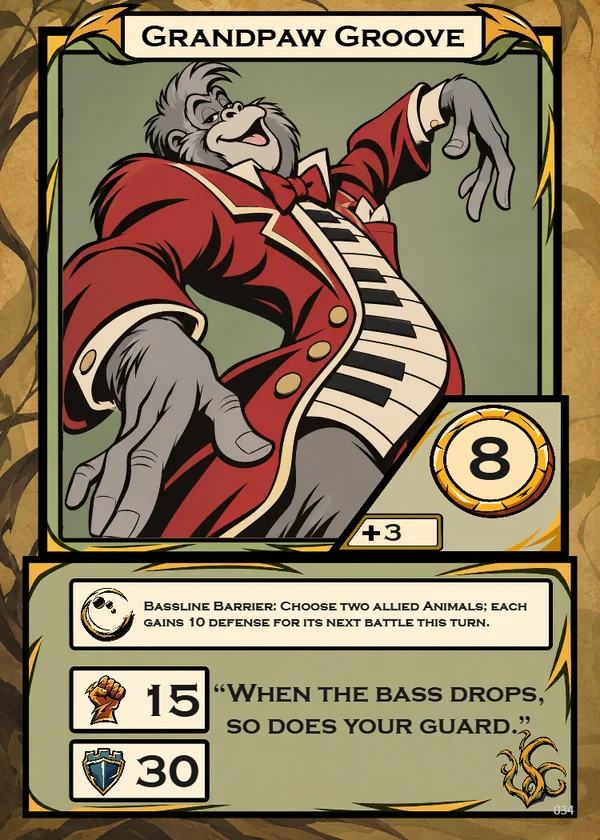 Grandpaw Groove
8
+3
Bassline Barrier: Choose two allied Animals; each
gains 10 defense for its next battle this turn.
15
“When the bass drops,
so does your guard.”
30
034